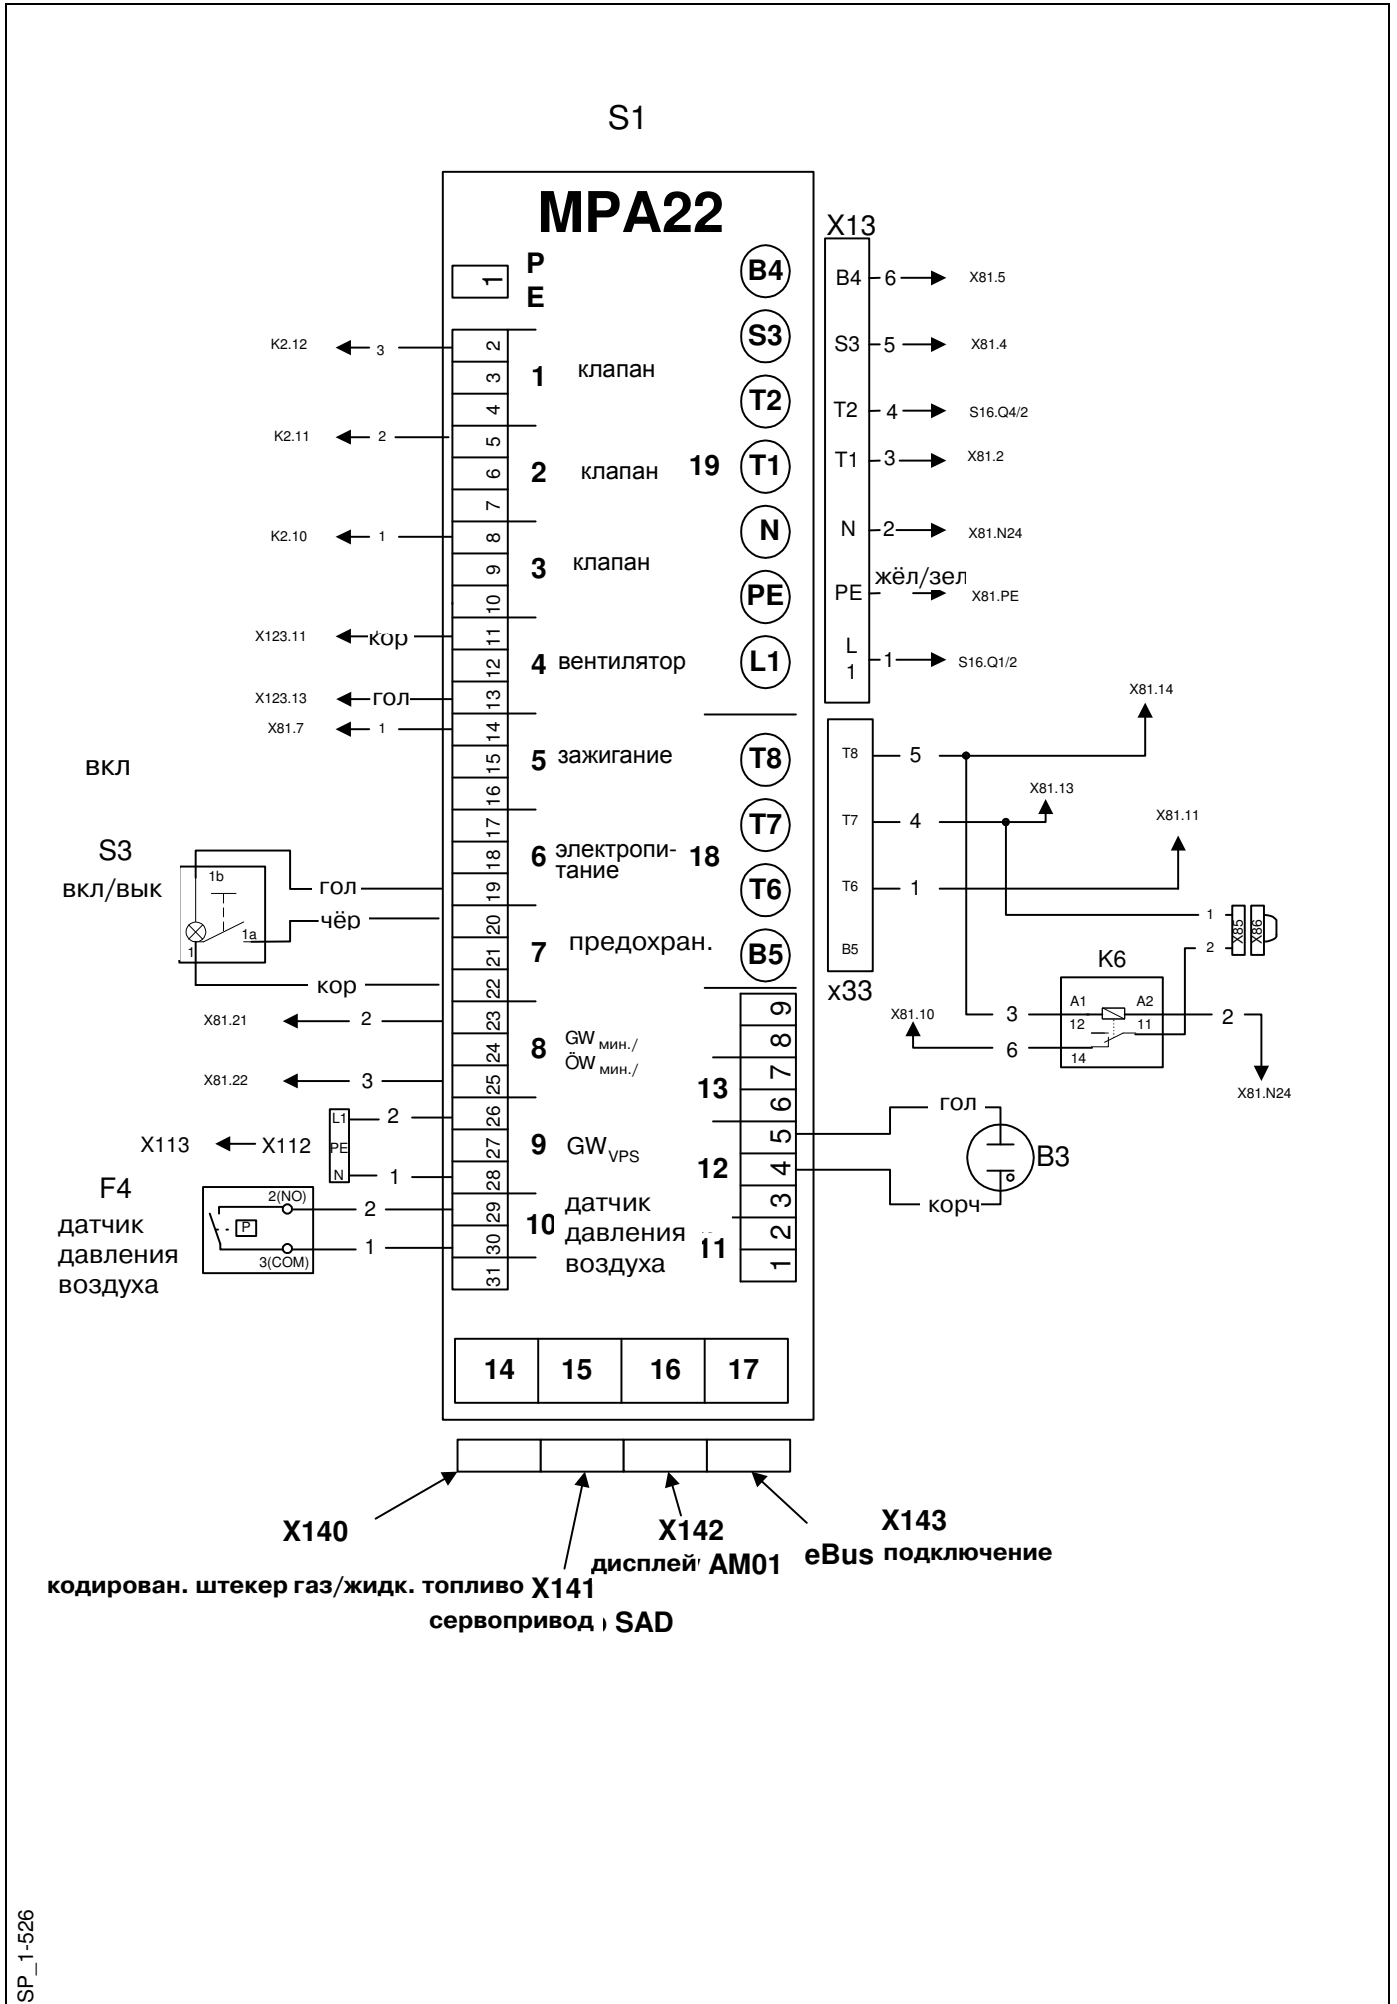 S1
MPA22
1
P
E
2
3
4
5
6
7
8
9
10
11
12
13
14
15
16
17
18
19
20
21
22
23
24
25
26
27
28
29
30
31
1 клапан
2 клапан
3 клапан
4 вентилятор
5 зажигание
6 электропи-
тание
7 предохран.
8 GW мин./
ÖW мин./
9 GW VPS
10 датчик
давления
воздуха
B4
S3
T2
19 T1
N
PE
L1
T8
T7
18
T6
B5
9
8
7
6
5
4
3
2
1
13
12
11
14 15 16 17
K2.12 3
K2.11 2
K2.10 1
X123.11 кор
X123.13 гол
X81.7 1
вкл
S3
вкл/вык
1b
1a
1
гол
чёр
кор
X81.21 2
X81.22 3
X113 X112
L1 2
PE
N 1
F4
датчик
давления
воздуха
2(NO) 2
P
3(COM) 1
X13
B4 6 X81.5
S3 5 X81.4
T2 4 S16.Q4/2
T1 3 X81.2
N 2 X81.N24
PE жёл/зел X81.PE
L
1 1 S16.Q1/2
T8 5 X81.14
T7 4 X81.13
T6 1 X81.11
B5
x33
1
2
X85
X86
K6
A1 A2
12 11
14
3
6
2
X81.10
X81.N24
гол
B3
корч
X140
кодирован. штекер газ/жидк. топливо
X141
сервопривод SAD
X142
дисплей AM01
X143
eBus подключение
SP_1-526